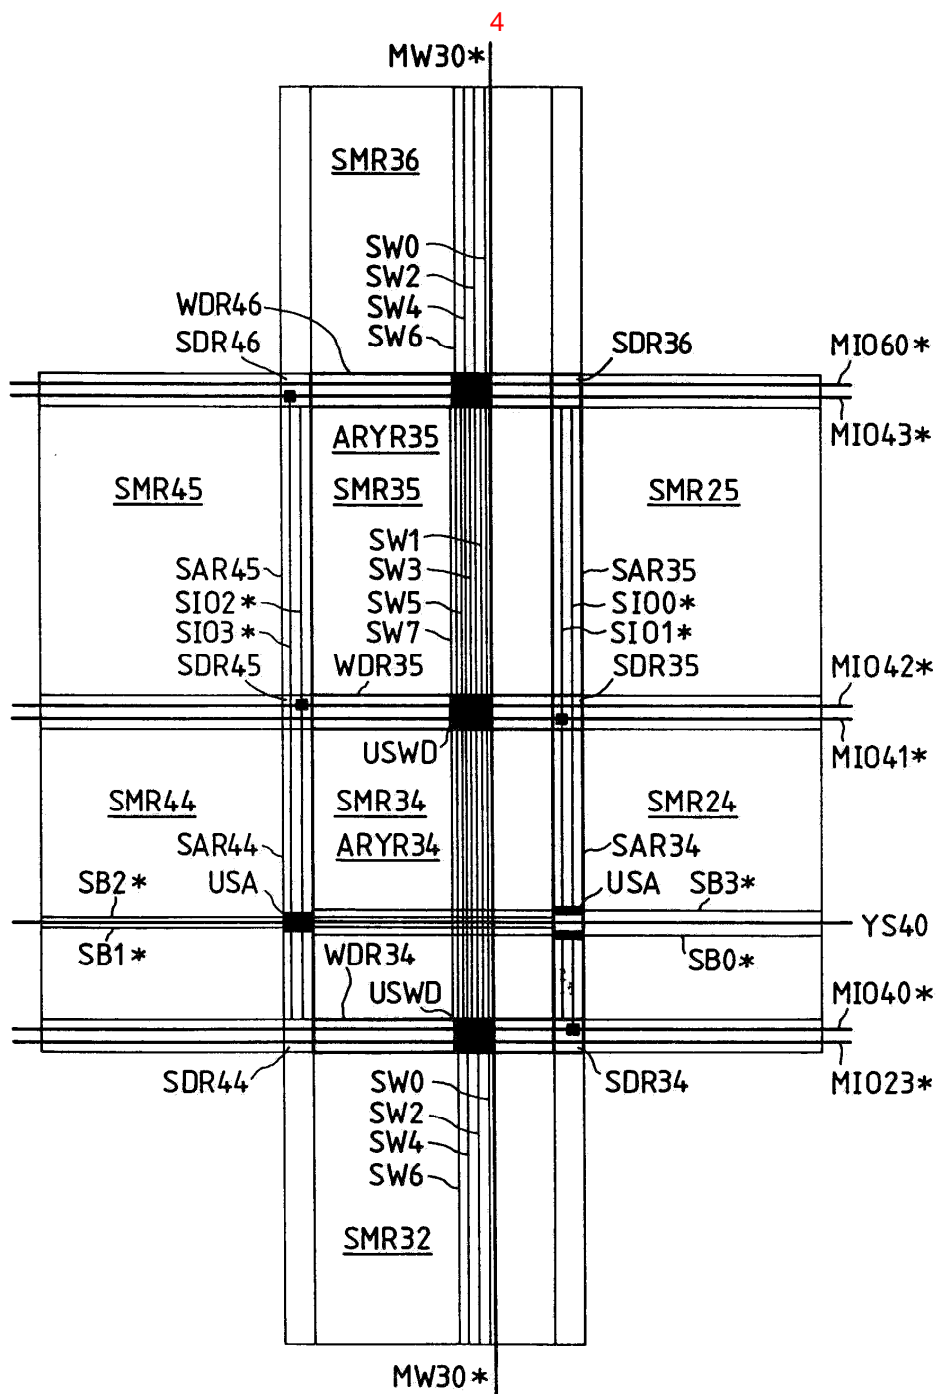 4
MW30*
SMR36
SW0
SW2
WDR46
SW4
SDR46
SW6
SDR36
MIO60*
ARYR35
MIO43*
SMR45
SMR35
SMR25
SW1
SAR45
SW3
SAR35
SIO2*
SW5
SIO0*
SIO3*
SW7
SIO1*
SDR45
WDR35
SDR35
MIO42*
USWD
MIO41*
SMR44
SMR34
SMR24
SAR44
ARYR34
SAR34
SB2*
USA
USA
SB3*
YS40
SB1*
WDR34
SB0*
USWD
MIO40*
SDR44
SW0
SDR34
MIO23*
SW2
SW4
SW6
SMR32
MW30*